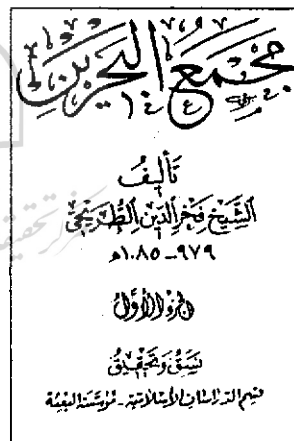 مجمع البحرين
تأليف
الشيخ فخر الدين الطريحي
٩٧٩-١٠٨٥هـ
الجزء الأول
نسق وتحقيق
قسم الدراسات الإسلامية - مؤسسة البعثة